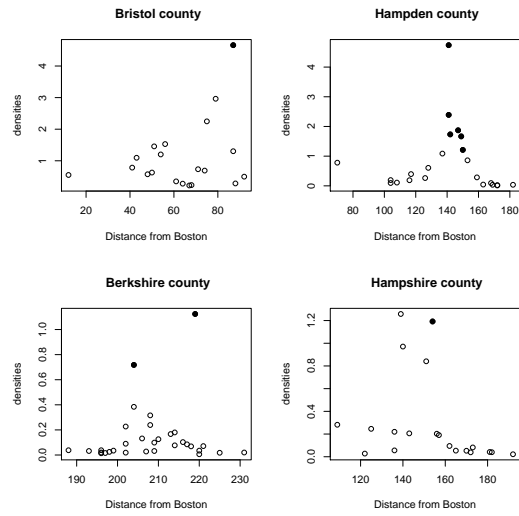 Bristol county
Hampden county
densities
1 2 3 4
20 40 60 80
Distance from Boston
densities
0 1 2 3 4
80 100 120 140 160 180
Distance from Boston
Berkshire county
Hampshire county
densities
0.0 0.2 0.4 0.6 0.8 1.0
190 200 210 220 230
Distance from Boston
densities
0.0 0.4 0.8 1.2
120 140 160 180
Distance from Boston